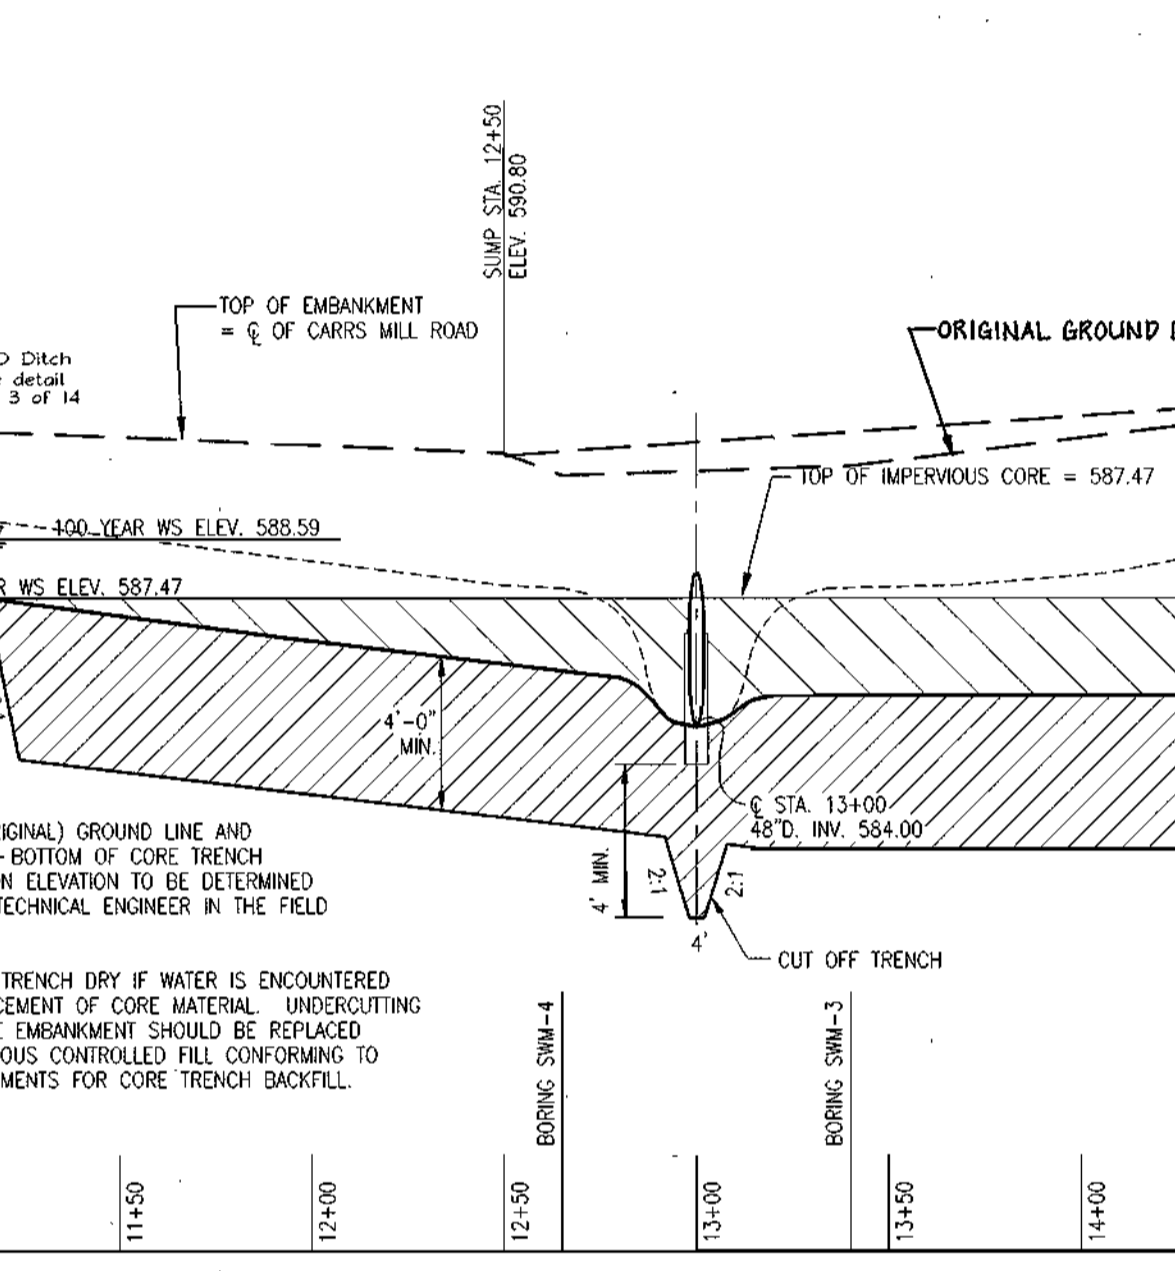 SUMP STA. 12+50
ELEV. 590.80
TOP OF EMBANKMENT
= ℄ OF CARRS MILL ROAD
ORIGINAL GROUND
Ditch
detail
3 of 14
TOP OF IMPERVIOUS CORE = 587.47
100-YEAR WS ELEV. 588.59
WS ELEV. 587.47
4'-0"
MIN.
℄ STA. 13+00
48"D. INV. 584.00
GROUND LINE AND
BOTTOM OF CORE TRENCH
ELEVATION TO BE DETERMINED
ENGINEER IN THE FIELD
4' MIN.
2:1
2:1
4'
CUT OFF TRENCH
TRENCH DRY IF WATER IS ENCOUNTERED
OF CORE MATERIAL. UNDERCUTTING
EMBANKMENT SHOULD BE REPLACED
CONTROLLED FILL CONFORMING TO
FOR CORE TRENCH BACKFILL.
BORING SWM-4
BORING SWM-3
11+50
12+00
12+50
13+00
13+50
14+00